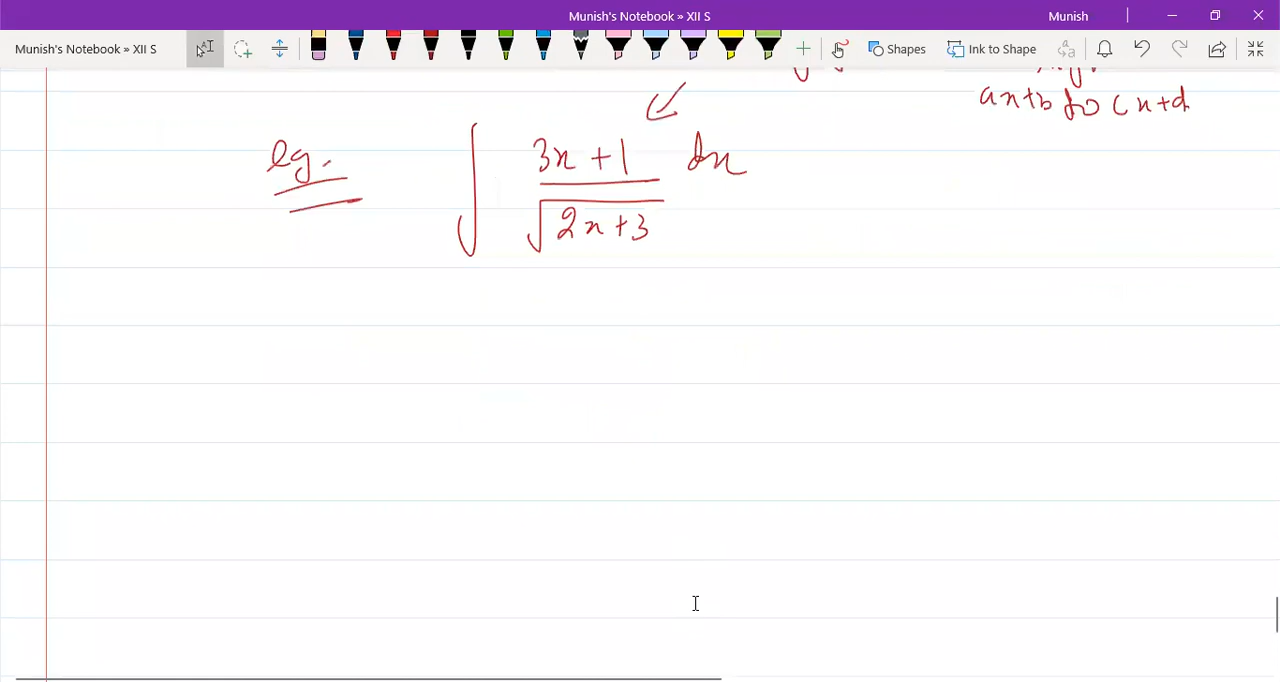 Munish's Notebook » XII S
Munish
Munish's Notebook » XII S
Shapes
Ink to Shape
ax+b
cx+d
eg.
∫ 3x + 1 dx
√2x+3